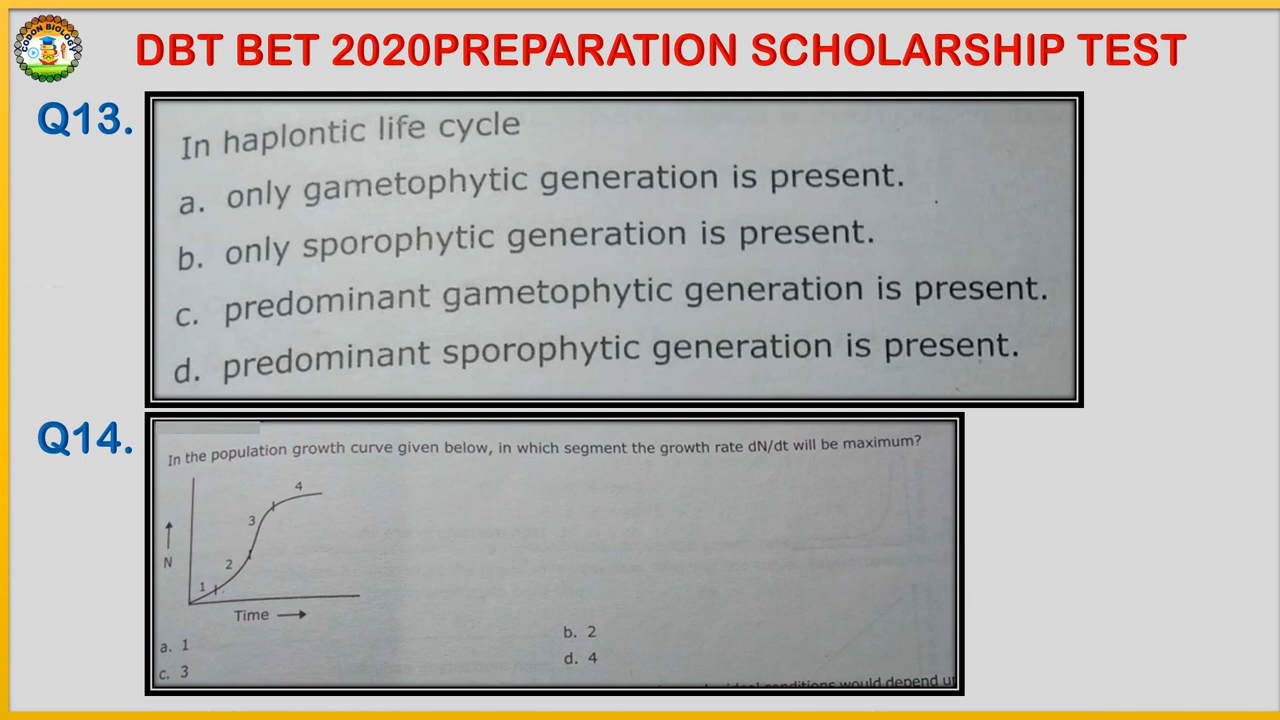 CODON BIOLOGY
DBT BET 2020PREPARATION SCHOLARSHIP TEST
Q13.
In haplontic life cycle
a. only gametophytic generation is present.
b. only sporophytic generation is present.
c. predominant gametophytic generation is present.
d. predominant sporophytic generation is present.
Q14.
In the population growth curve given below, in which segment the growth rate dN/dt will be maximum?
4
3
N
2
1
Time
a. 1
b. 2
c. 3
d. 4
conditions would depend